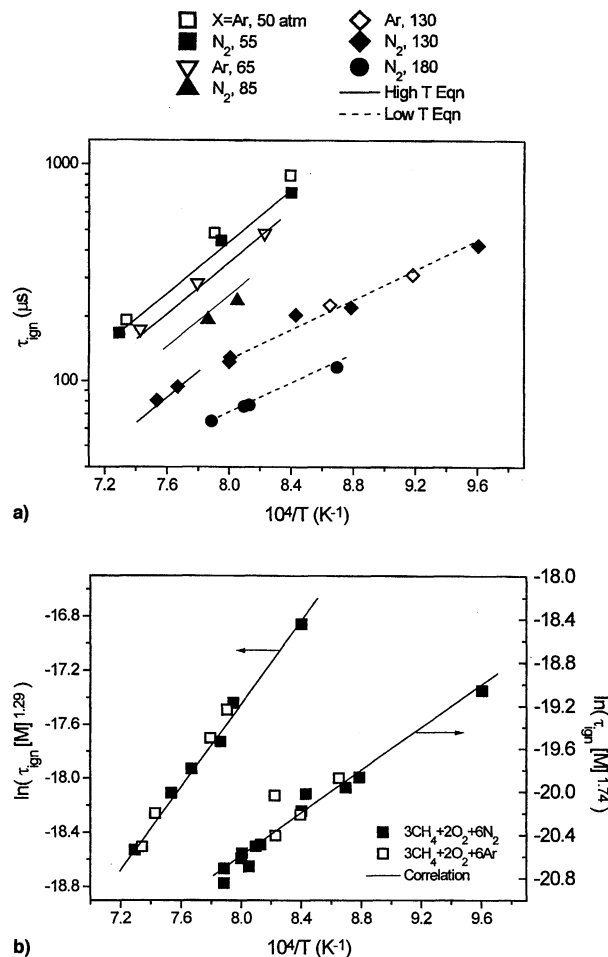 X=Ar, 50 atm
N₂, 55
Ar, 65
N₂, 85
Ar, 130
N₂, 130
N₂, 180
High T Eqn
Low T Eqn
1000
100
τign (μs)
7.2 7.6 8.0 8.4 8.8 9.2 9.6
10⁴/T (K⁻¹)
a)
-16.8
-17.2
-17.6
-18.0
-18.4
-18.8
ln( τign [M]^1.29)
-18.0
-18.4
-18.8
-19.2
-19.6
-20.0
-20.4
-20.8
ln( τign [M]^1.74)
3CH₄+2O₂+6N₂
3CH₄+2O₂+6Ar
Correlation
7.2 7.6 8.0 8.4 8.8 9.2 9.6
10⁴/T (K⁻¹)
b)